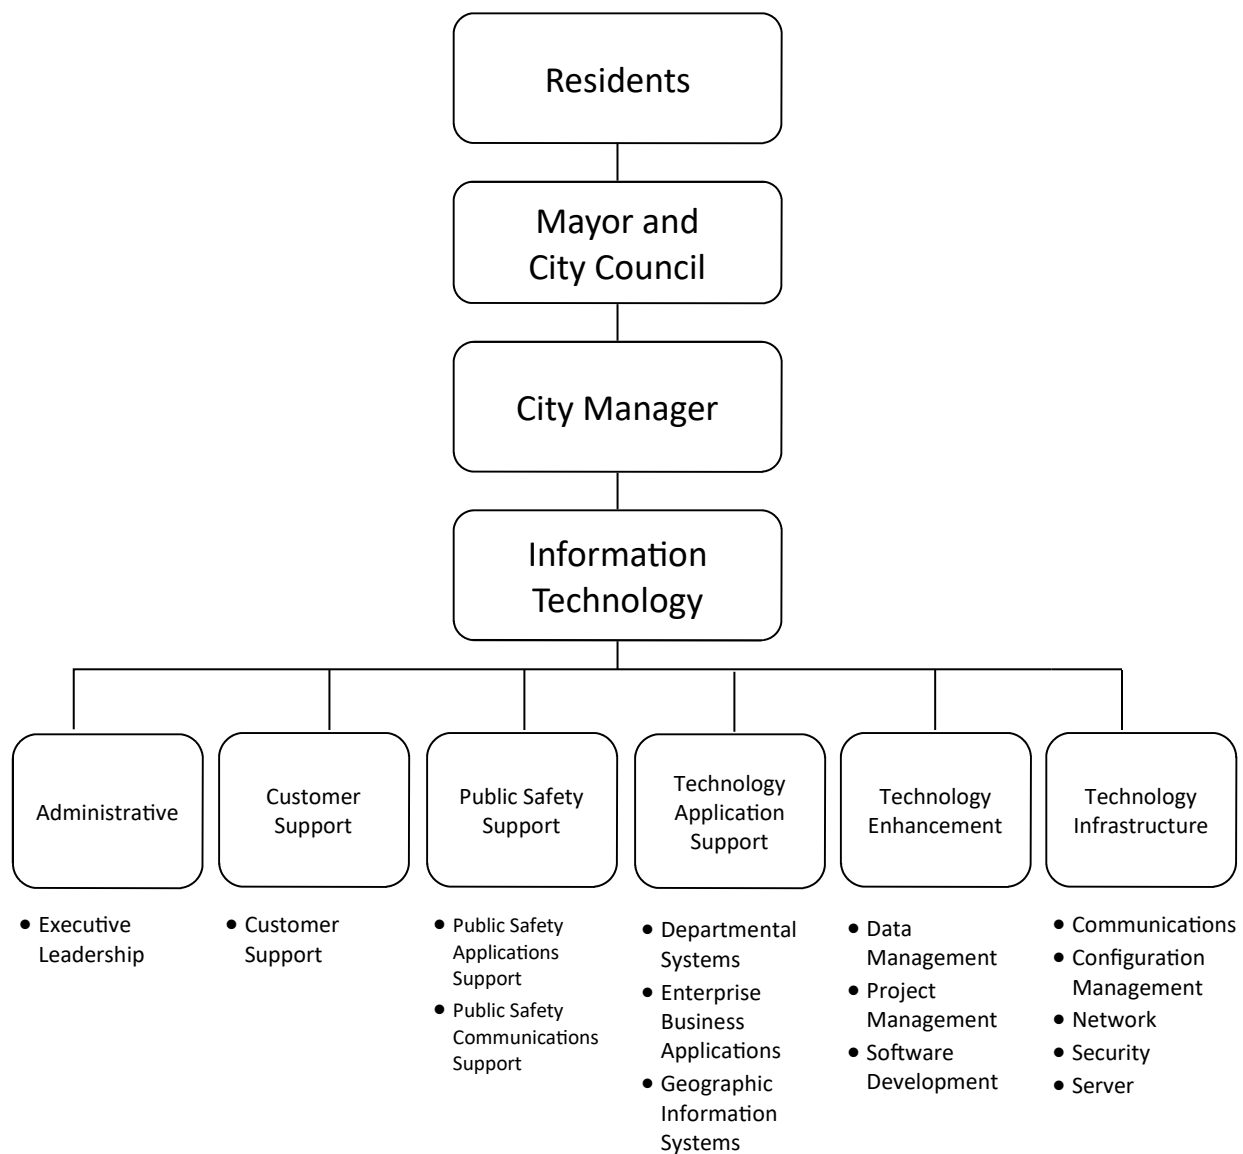 Residents
Mayor and
City Council
City Manager
Information
Technology
Administrative
Customer
Support
Public Safety
Support
Technology
Application
Support
Technology
Enhancement
Technology
Infrastructure
• Executive
Leadership
• Customer
Support
• Public Safety
Applications
Support
• Public Safety
Communications
Support
• Departmental
Systems
• Enterprise
Business
Applications
• Geographic
Information
Systems
• Data
Management
• Project
Management
• Software
Development
• Communications
• Configuration
Management
• Network
• Security
• Server